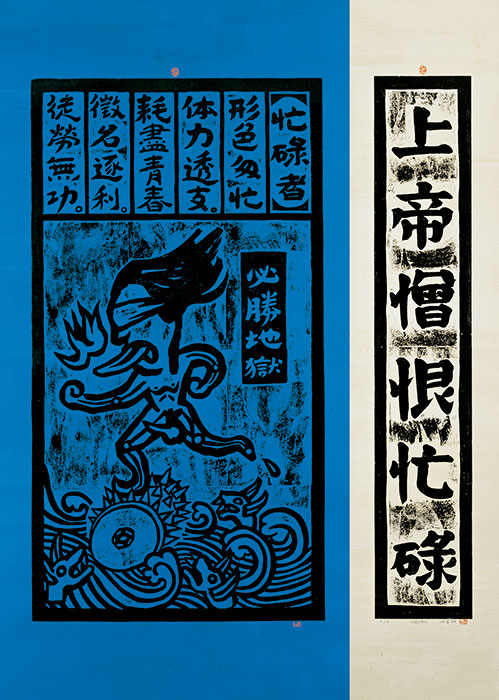 上帝憎恨忙碌
【忙碌者】
形色匆忙
体力透支。
耗盡青春
徵名逐利。
徒勞無功。
必勝地獄